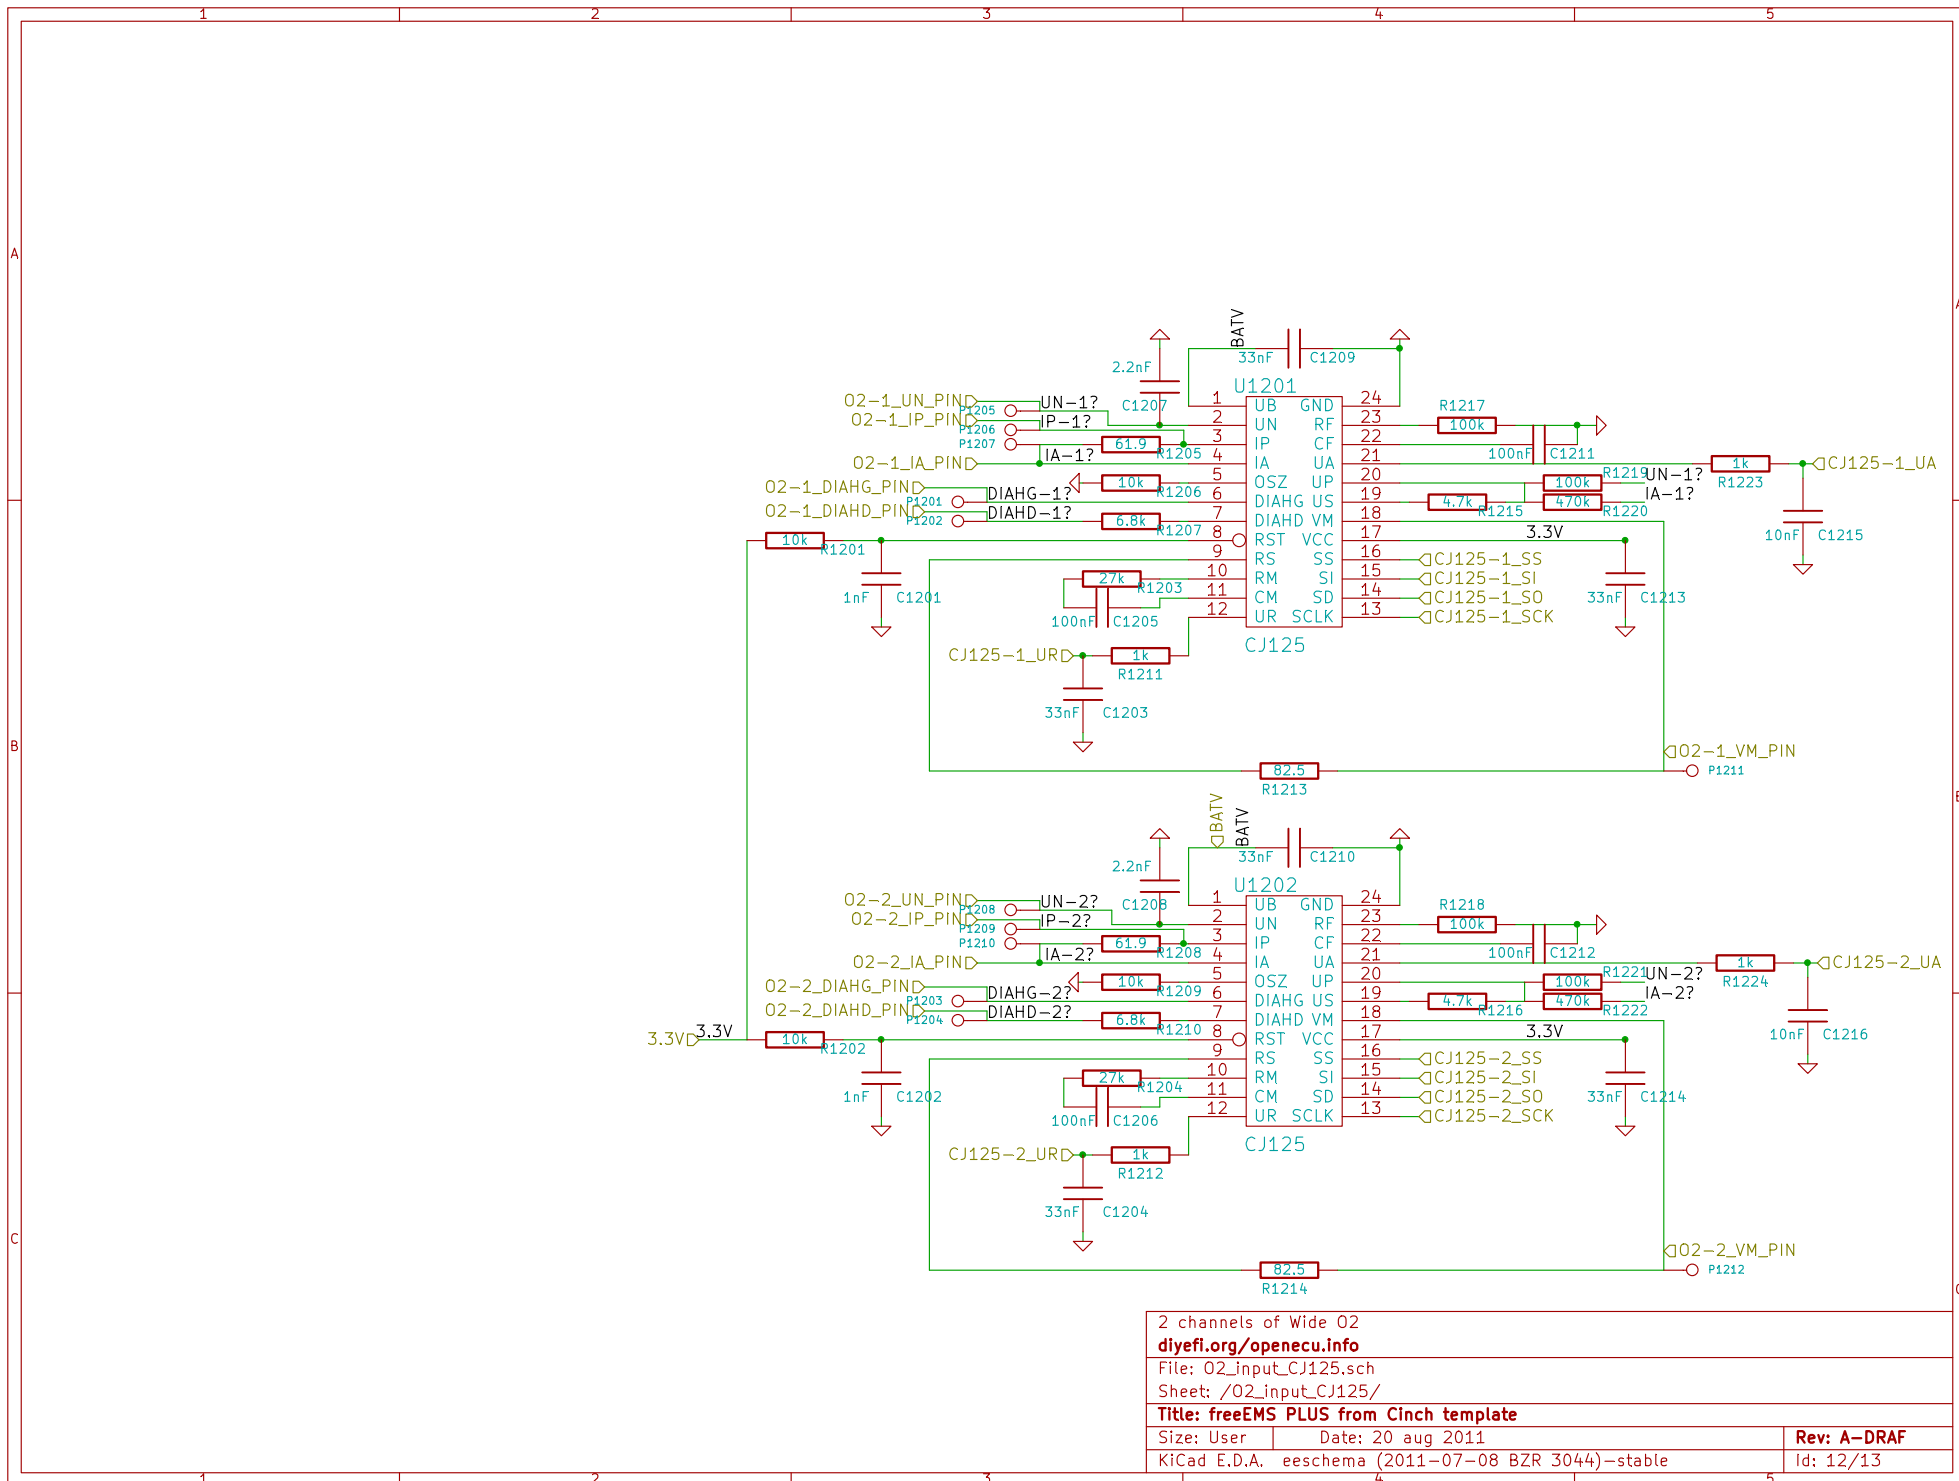 1 2 3 4 5
A
B
C
BATV
33nF C1209
2.2nF
C1207
U1201
O2-1_UN_PIN
P1205 UN-1?
O2-1_IP_PIN
P1206 IP-1?
P1207
61.9
R1205
O2-1_IA_PIN
IA-1?
10k
R1206
O2-1_DIAHG_PIN
P1201 DIAHG-1?
O2-1_DIAHD_PIN
P1202 DIAHD-1?
6.8k
R1207
10k
R1201
1nF C1201
27k
R1203
100nF C1205
CJ125-1_UR
1k
R1211
33nF C1203
1 UB GND 24
2 UN RF 23
3 IP CF 22
4 IA UA 21
5 OSZ UP 20
6 DIAHG US 19
7 DIAHD VM 18
8 RST VCC 17
9 RS SS 16
10 RM SI 15
11 CM SD 14
12 UR SCLK 13
CJ125
R1217
100k
100nF C1211
R1219 UN-1?
100k
IA-1?
4.7k
R1215
470k
R1220
1k
R1223
CJ125-1_UA
10nF C1215
3.3V
CJ125-1_SS
CJ125-1_SI
CJ125-1_SO
CJ125-1_SCK
33nF C1213
O2-1_VM_PIN
P1211
82.5
R1213
BATV
BATV
33nF C1210
2.2nF
C1208
U1202
O2-2_UN_PIN
P1208 UN-2?
O2-2_IP_PIN
P1209 IP-2?
P1210
61.9
R1208
O2-2_IA_PIN
IA-2?
10k
R1209
O2-2_DIAHG_PIN
P1203 DIAHG-2?
O2-2_DIAHD_PIN
P1204 DIAHD-2?
6.8k
R1210
3.3V 3.3V
10k
R1202
1nF C1202
27k
R1204
100nF C1206
CJ125-2_UR
1k
R1212
33nF C1204
1 UB GND 24
2 UN RF 23
3 IP CF 22
4 IA UA 21
5 OSZ UP 20
6 DIAHG US 19
7 DIAHD VM 18
8 RST VCC 17
9 RS SS 16
10 RM SI 15
11 CM SD 14
12 UR SCLK 13
CJ125
R1218
100k
100nF C1212
R1221 UN-2?
100k
IA-2?
4.7k
R1216
470k
R1222
1k
R1224
CJ125-2_UA
10nF C1216
3.3V
CJ125-2_SS
CJ125-2_SI
CJ125-2_SO
CJ125-2_SCK
33nF C1214
O2-2_VM_PIN
P1212
82.5
R1214
2 channels of Wide O2
diyefi.org/openecu.info
File: O2_input_CJ125.sch
Sheet: /O2_input_CJ125/
Title: freeEMS PLUS from Cinch template
Size: User Date: 20 aug 2011 Rev: A-DRAF
KiCad E.D.A. eeschema (2011-07-08 BZR 3044)-stable Id: 12/13